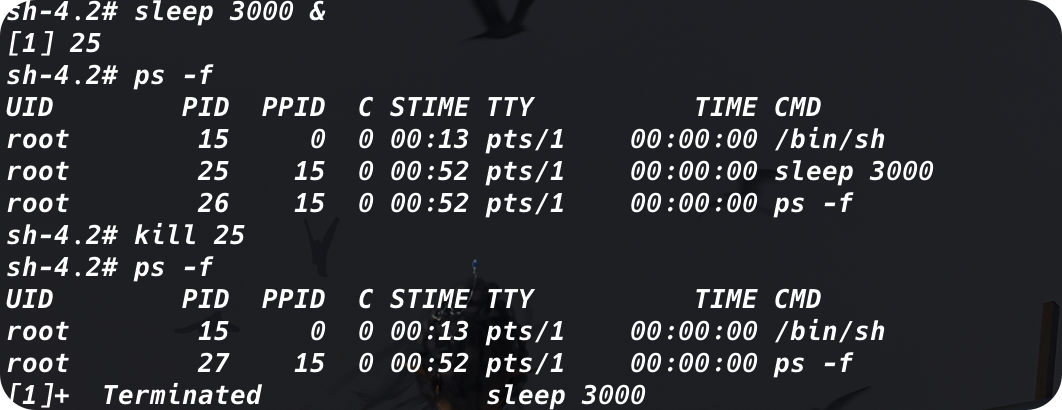 sh-4.2# sleep 3000 &
[1] 25
sh-4.2# ps -f
UID        PID  PPID  C STIME TTY          TIME CMD
root        15     0  0 00:13 pts/1    00:00:00 /bin/sh
root        25    15  0 00:52 pts/1    00:00:00 sleep 3000
root        26    15  0 00:52 pts/1    00:00:00 ps -f
sh-4.2# kill 25
sh-4.2# ps -f
UID        PID  PPID  C STIME TTY          TIME CMD
root        15     0  0 00:13 pts/1    00:00:00 /bin/sh
root        27    15  0 00:52 pts/1    00:00:00 ps -f
[1]+  Terminated              sleep 3000